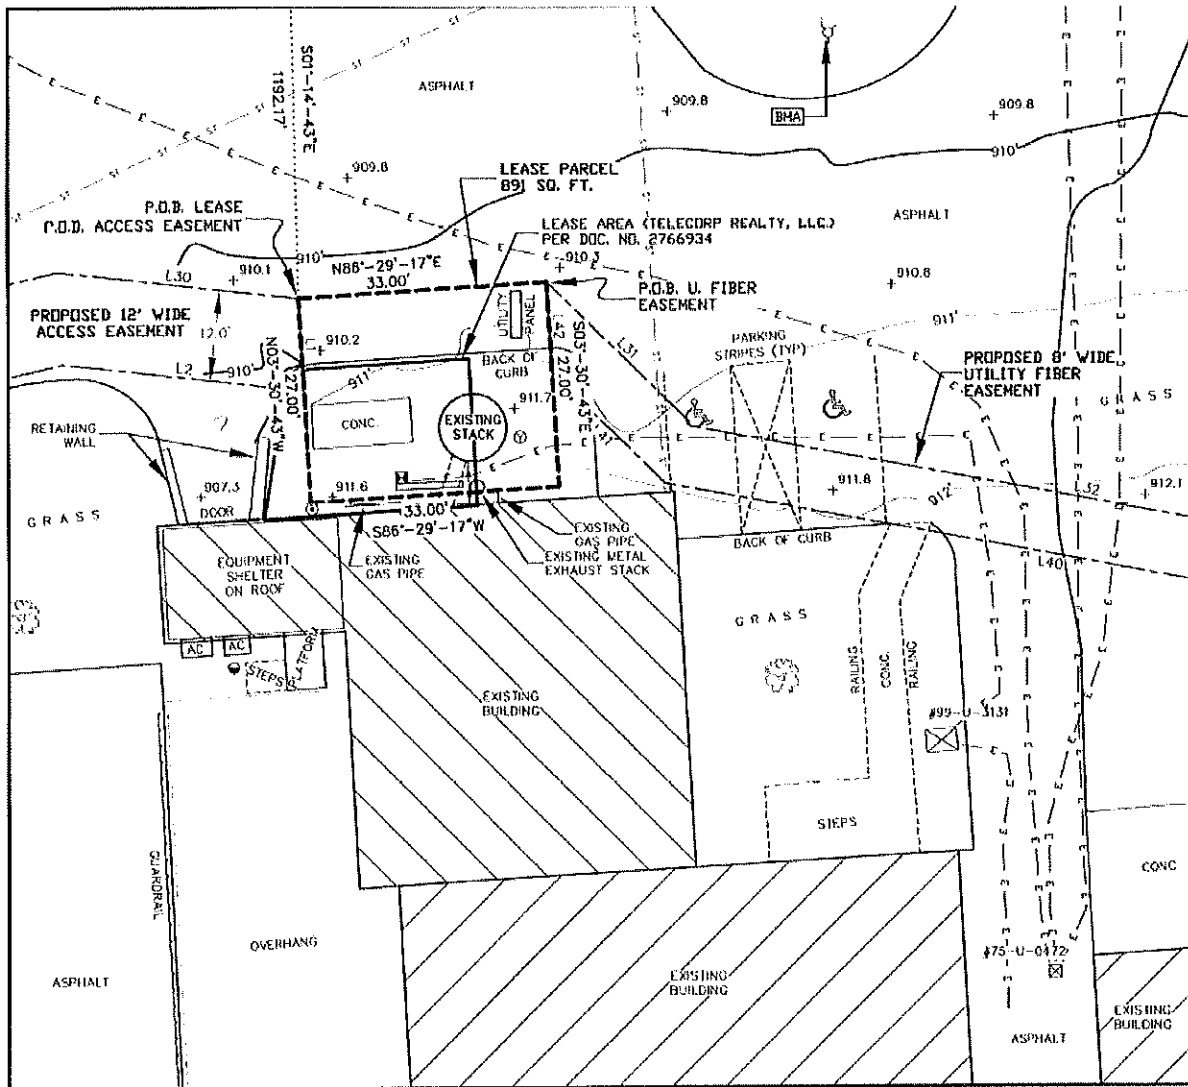 S01°-14'-43"E
1192.17'
ASPHALT
909.8
BMA
909.8
910'
909.8
LEASE PARCEL
891 SQ. FT.
P.O.B. LEASE
P.O.B. ACCESS EASEMENT
LEASE AREA (TELECORP REALTY, LLC.)
PER DOC. NO. 2766934
ASPHALT
L30
910.1
910'
N86°-29'-17"E
33.00'
910.3
910.8
P.O.B. U. FIBER
EASEMENT
PROPOSED 12' WIDE
ACCESS EASEMENT
12.0'
910.2
UTILITY
PANEL
L42
S03°-30'-43"E
27.00'
L31
PARKING
STRIPES (TYP)
911'
PROPOSED 8' WIDE
UTILITY FIBER
EASEMENT
L2
910'
N03°-30'-43"W
27.00'
911'
BACK OF
CURB
911.7
GRASS
RETAINING
WALL
CONC.
EXISTING
STACK
L41
907.3
DOOR
911.6
911.8
912'
L32
912.1
GRASS
33.00'
S86°-29'-17"W
EXISTING
GAS PIPE
EXISTING METAL
EXHAUST STACK
BACK OF CURB
EQUIPMENT
SHELTER
ON ROOF
EXISTING
GAS PIPE
L40
GRASS
AC
AC
STEPS
PLATFORM
RAILING
CONC.
RAILING
EXISTING
BUILDING
#99-U-3131
STEPS
GUARDRAIL
CONC
OVERHANG
ASPHALT
EXISTING
BUILDING
#75-U-0472
EXISTING
BUILDING
ASPHALT